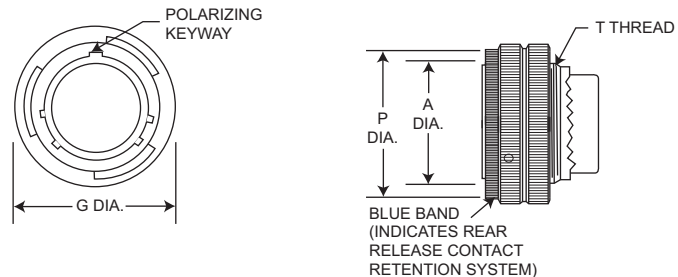 POLARIZING
KEYWAY
G DIA.
T THREAD
P
DIA.
A
DIA.
BLUE BAND
(INDICATES REAR
RELEASE CONTACT
RETENTION SYSTEM)